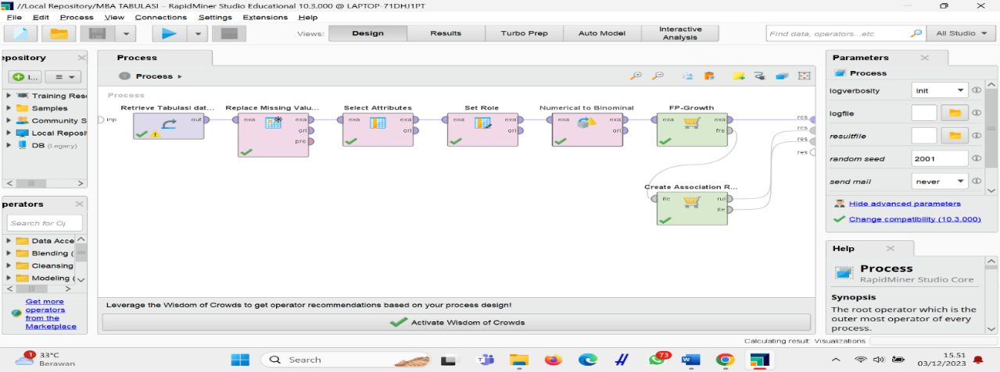 //Local Repository/MBA TABULASI – RapidMiner Studio Educational 10.3.000 @ LAPTOP-71DHJ1PT
File Edit Process View Connections Settings Extensions Help
Views: Design Results Turbo Prep Auto Model Interactive Analysis
Find data, operators...etc All Studio
epository
I...
Training Res
Samples
Community S
Local Reposit
DB (Legacy)
perators
Search for Op
Data Acce
Blending (
Cleansing
Modeling (
Get more
operators
from the
Marketplace
Process
Process
Process
inp
Retrieve Tabulasi dat...
out
Replace Missing Valu...
exa exa
ori
pre
Select Attributes
exa exa
ori
Set Role
exa exa
ori
Numerical to Binominal
exa exa
ori
FP-Growth
exa exa
fre
Create Association R...
ite rul
ite
res
res
res
res
Leverage the Wisdom of Crowds to get operator recommendations based on your process design!
Activate Wisdom of Crowds
Parameters
Process
logverbosity init
logfile
resultfile
random seed 2001
send mail never
Hide advanced parameters
Change compatibility (10.3.000)
Help
Process
RapidMiner Studio Core
Synopsis
The root operator which is the
outer most operator of every
process.
Calculating result: Visualizations
1
33°C
Berawan
Search
73
15.51
03/12/2023